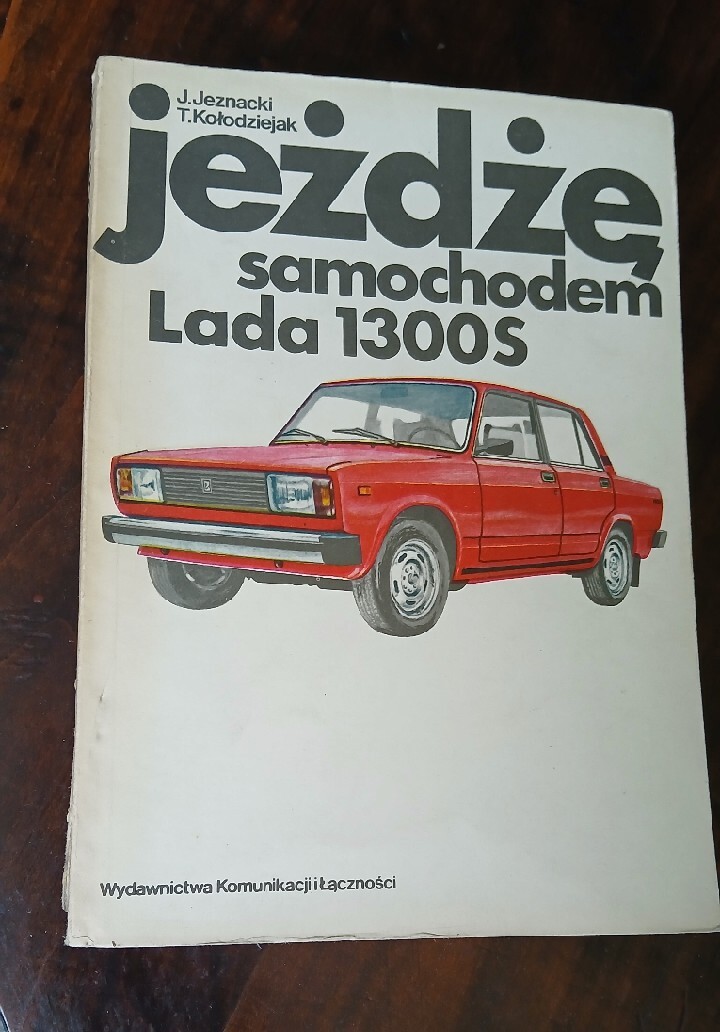 J.Jeznacki
T.Kołodziejak
jeżdżę
samochodem
Lada 1300S
Wydawnictwa Komunikacji i Łączności